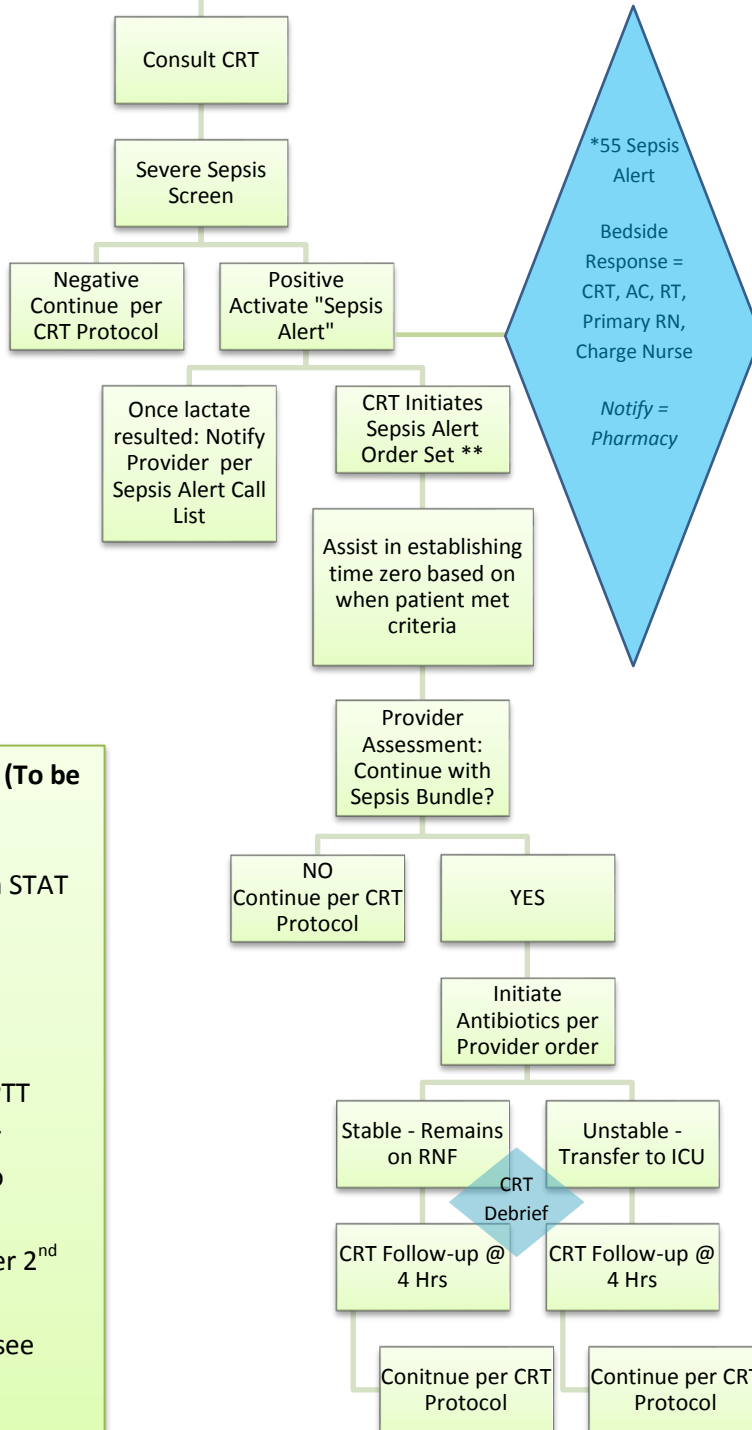 Consult CRT
Severe Sepsis
Screen
Negative
Continue per
CRT Protocol
Positive
Activate "Sepsis
Alert"
*55 Sepsis
Alert
Bedside
Response =
CRT, AC, RT,
Primary RN,
Charge Nurse
Notify =
Pharmacy
Once lactate
resulted: Notify
Provider per
Sepsis Alert Call
List
CRT Initiates
Sepsis Alert
Order Set **
Assist in establishing
time zero based on
when patient met
criteria
Provider
Assessment:
Continue with
Sepsis Bundle?
NO
Continue per CRT
Protocol
YES
Initiate
Antibiotics per
Provider order
Stable - Remains
on RNF
Unstable -
Transfer to ICU
CRT
Debrief
CRT Follow-up @
4 Hrs
CRT Follow-up @
4 Hrs
Conitnue per CRT
Protocol
Continue per CRT
Protocol
(To be
STAT
2nd
see